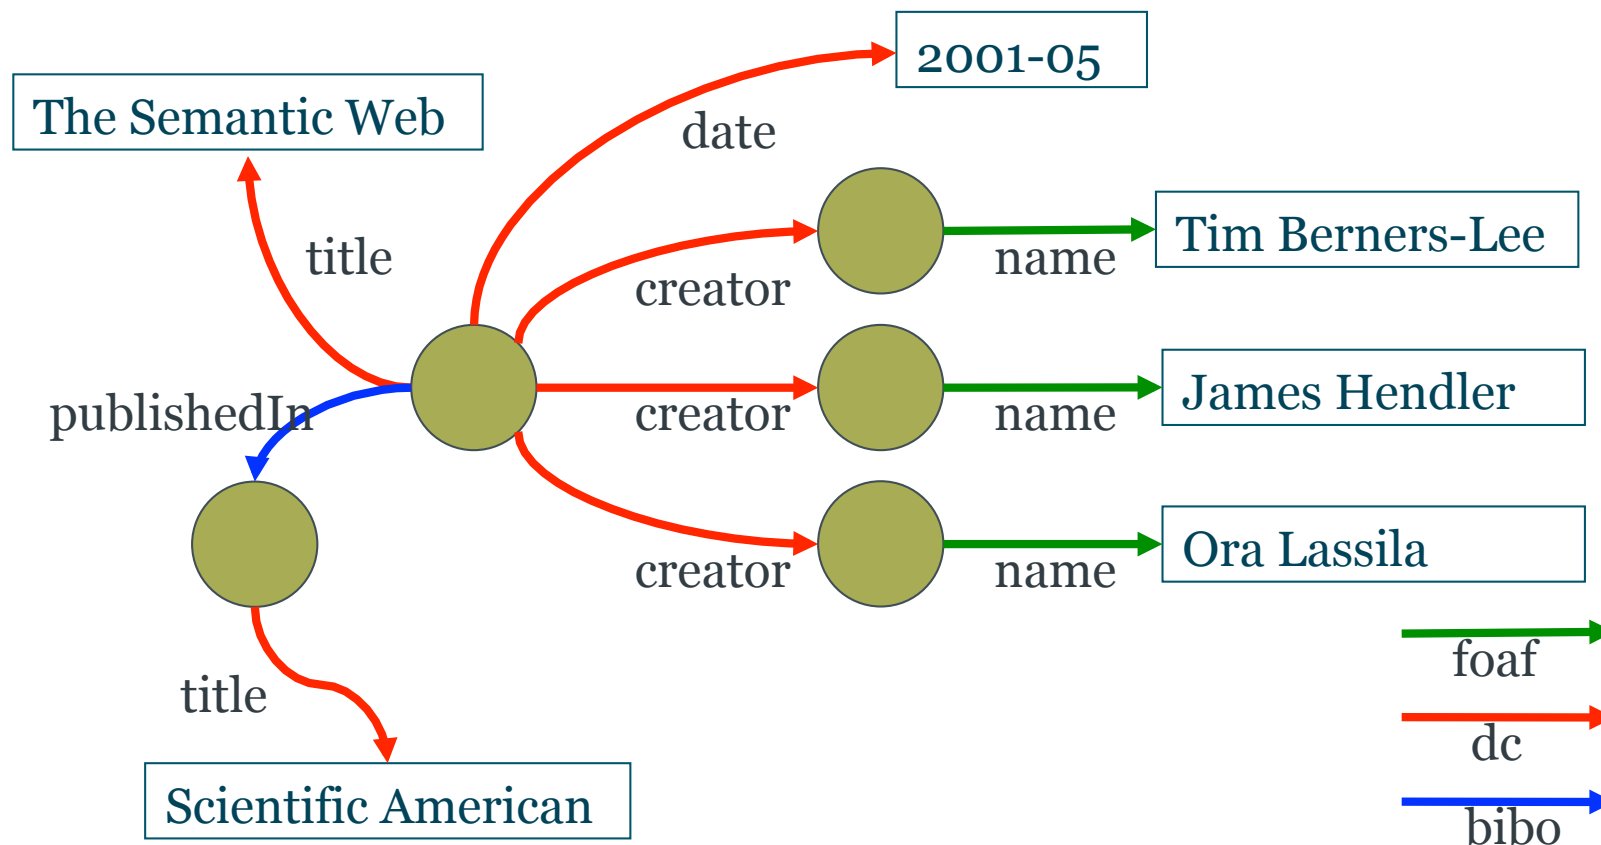 2001-05
The Semantic Web
date
title
creator
name
Tim Berners-Lee
publishedIn
creator
name
James Hendler
creator
name
Ora Lassila
title
Scientific American
foaf
dc
bibo